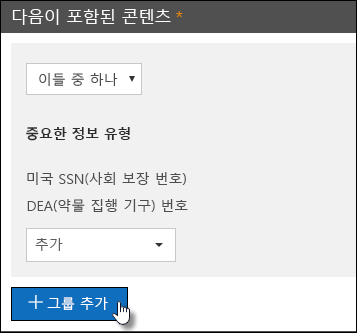 다음이 포함된 콘텐츠 *
이들 중 하나
중요한 정보 유형
미국 SSN(사회 보장 번호)
DEA(약물 집행 기구) 번호
추가
+ 그룹 추가